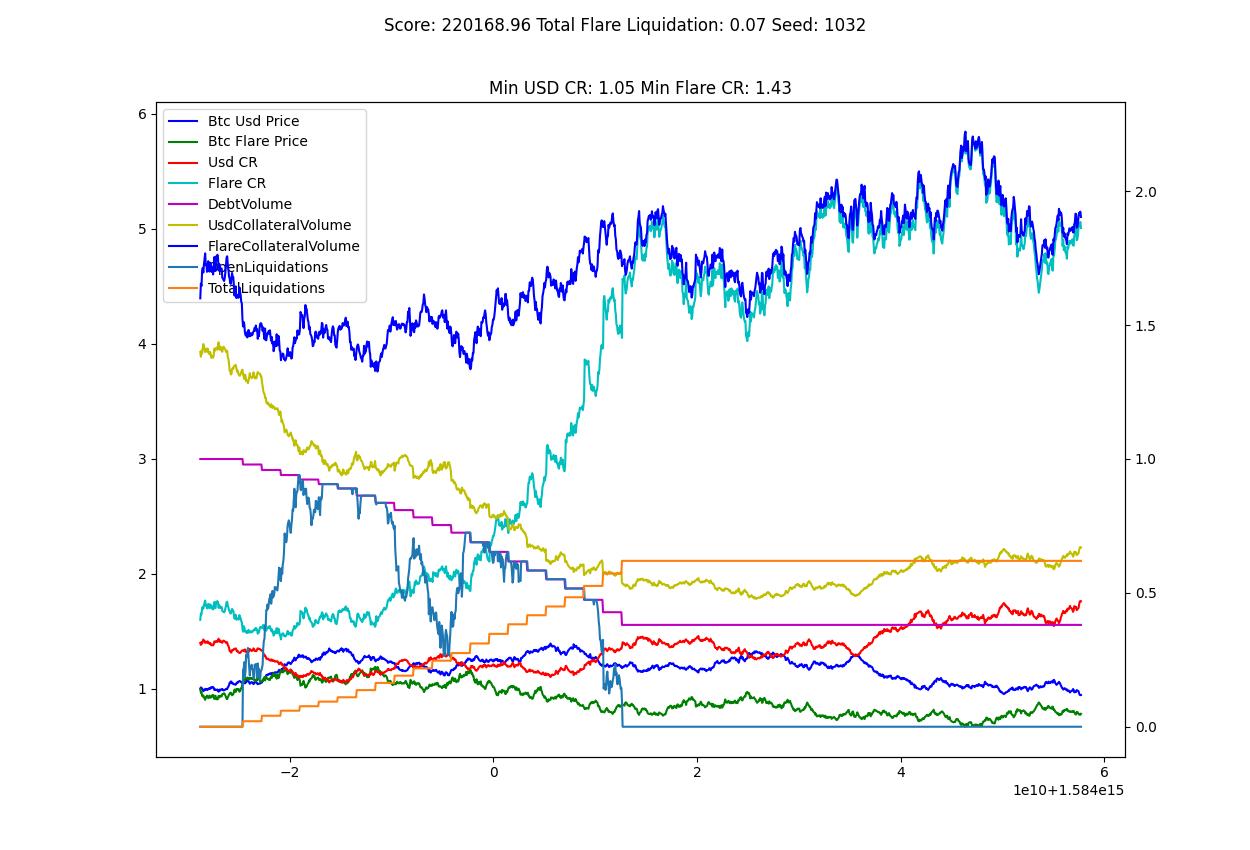 Score: 220168.96 Total Flare Liquidation: 0.07 Seed: 1032
Min USD CR: 1.05 Min Flare CR: 1.43
Btc Usd Price
Btc Flare Price
Usd CR
Flare CR
DebtVolume
UsdCollateralVolume
FlareCollateralVolume
OpenLiquidations
TotalLiquidations
6
5
4
3
2
1
2.0
1.5
1.0
0.5
0.0
−2
0
2
4
6
1e10+1.584e15